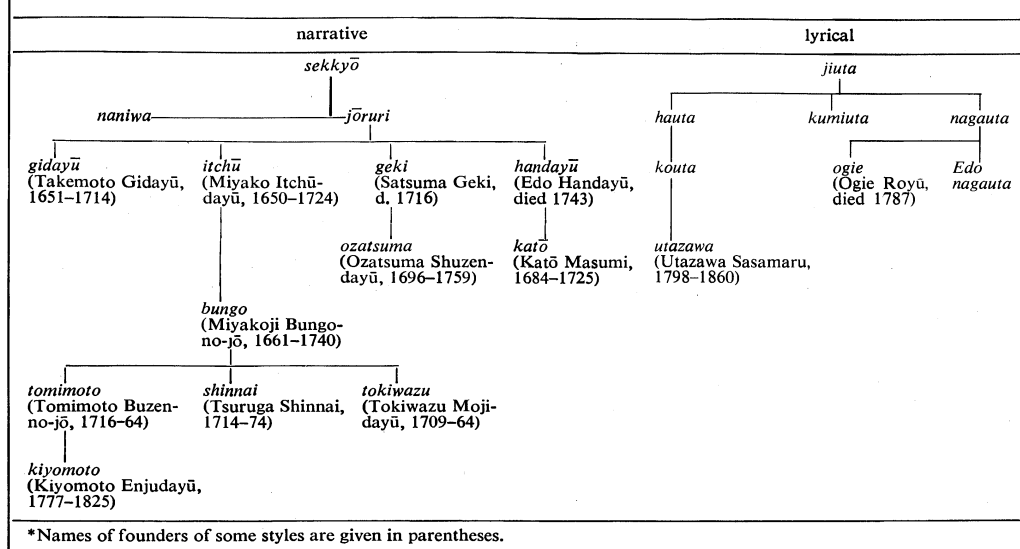 narrative lyrical
sekkyō jiuta
naniwa jōruri hauta kumiuta nagauta
gidayū itchū geki handayū kouta ogie Edo
(Takemoto Gidayū, (Miyako Itchū- (Satsuma Geki, (Edo Handayū, (Ogie Royū, nagauta
1651–1714) dayū, 1650–1724) d. 1716) died 1743) died 1787)
ozatsuma katō utazawa
(Ozatsuma Shuzen- (Katō Masumi, (Utazawa Sasamaru,
dayū, 1696–1759) 1684–1725) 1798–1860)
bungo
(Miyakoji Bungo-
no-jō, 1661–1740)
tomimoto shinnai tokiwazu
(Tomimoto Buzen- (Tsuruga Shinnai, (Tokiwazu Moji-
no-jō, 1716–64) 1714–74) dayū, 1709–64)
kiyomoto
(Kiyomoto Enjudayū,
1777–1825)
*Names of founders of some styles are given in parentheses.